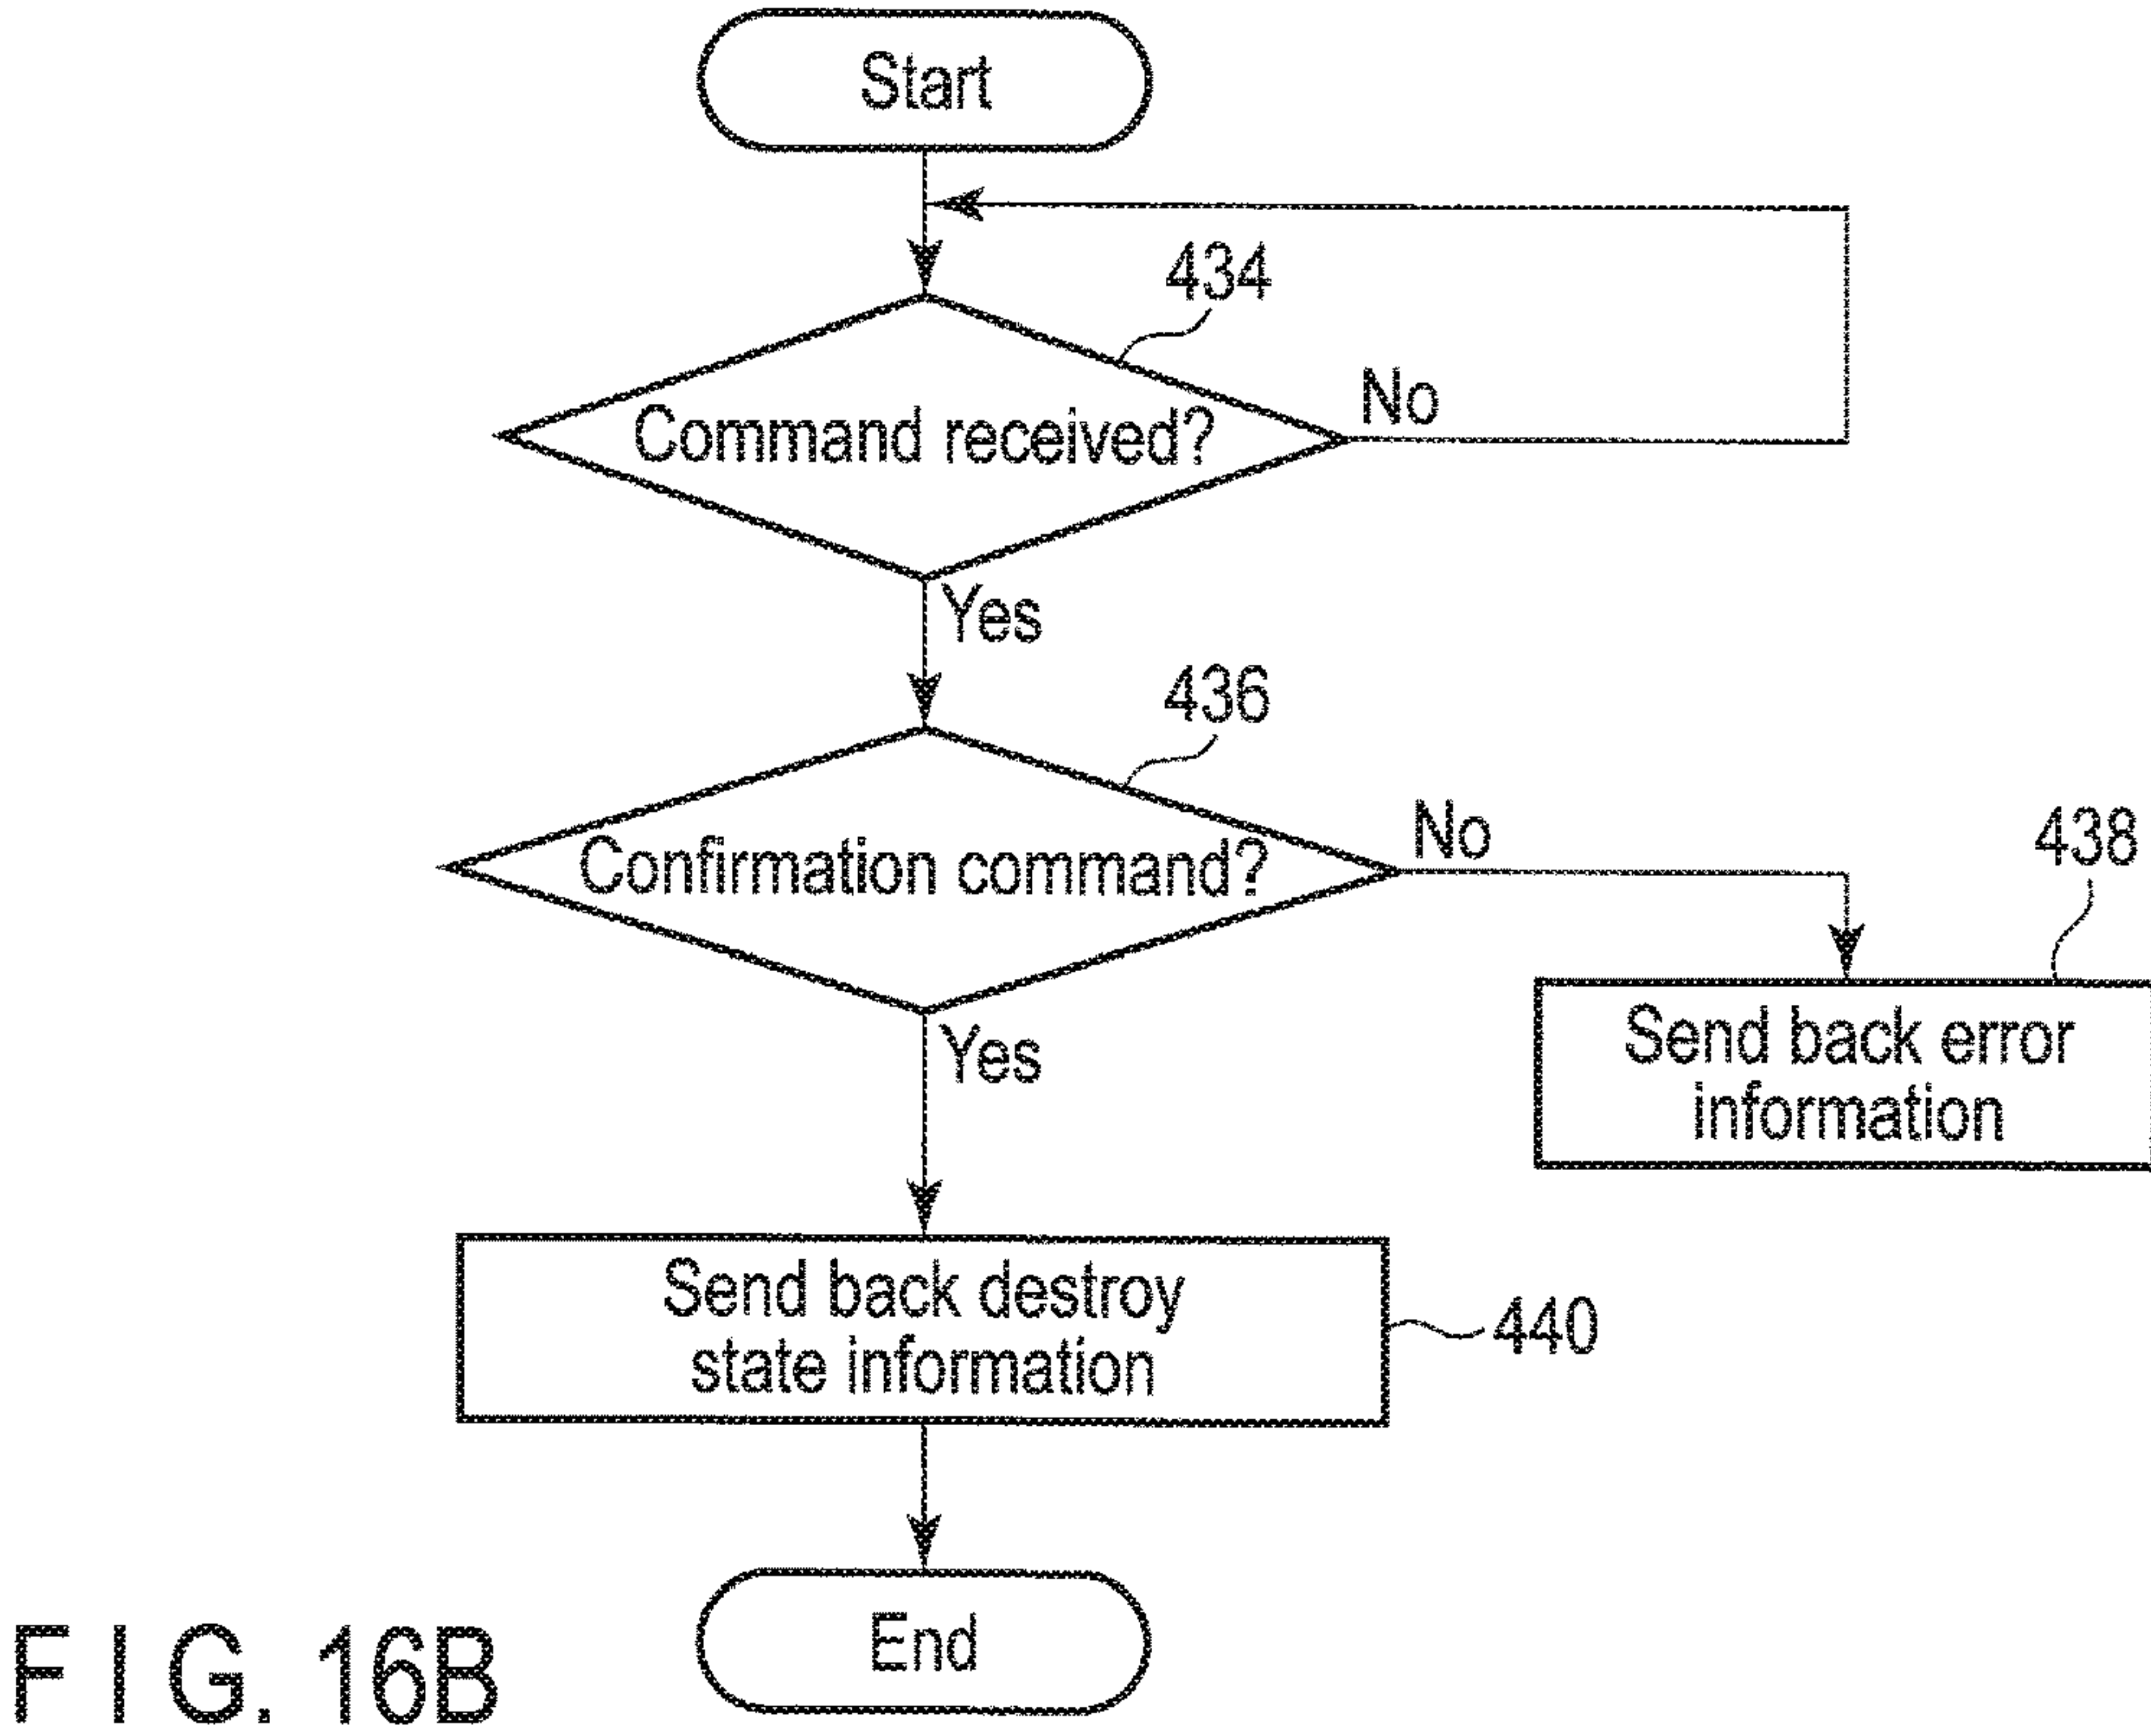 Start
434
Command received?
No
Yes
436
Confirmation command?
No
438
Send back error
information
Yes
Send back destroy
state information
440
End
F I G. 16B